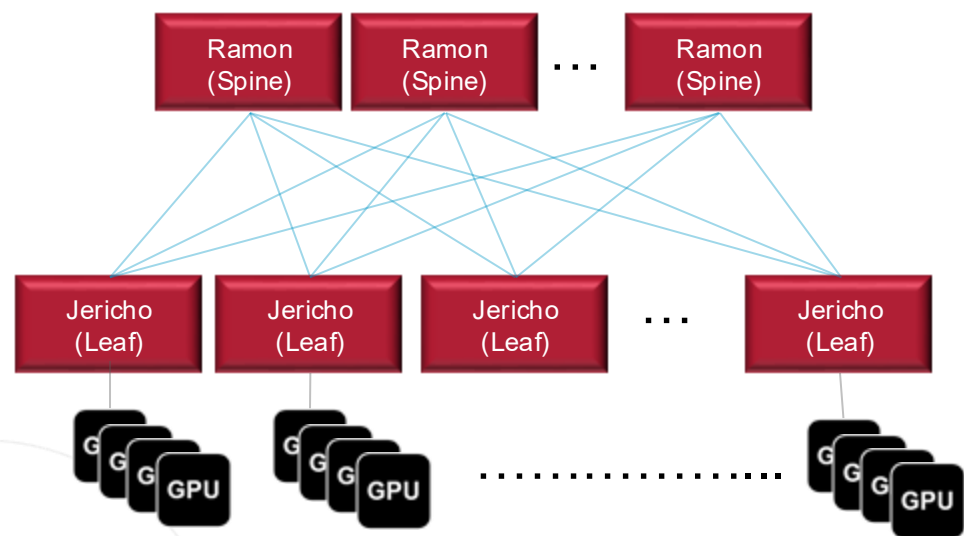 Ramon
(Spine)
Ramon
(Spine)
...
Ramon
(Spine)
Jericho
(Leaf)
Jericho
(Leaf)
Jericho
(Leaf)
...
Jericho
(Leaf)
G
G
G
GPU
G
G
G
GPU
.................
G
G
G
GPU